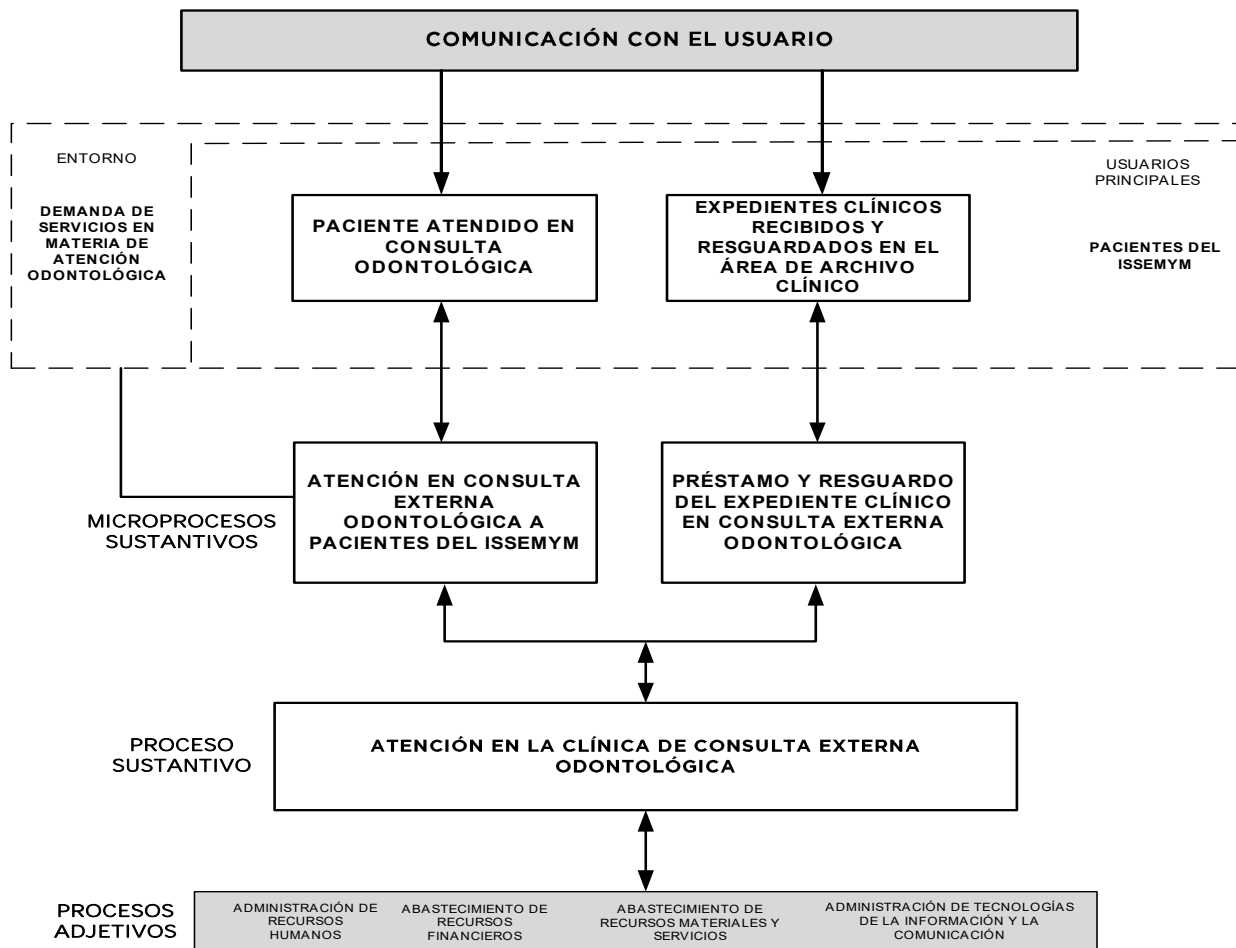 COMUNICACIÓN CON EL USUARIO
ENTORNO
DEMANDA DE
SERVICIOS EN
MATERIA DE
ATENCIÓN
ODONTOLÓGICA
PACIENTE ATENDIDO EN
CONSULTA
ODONTOLÓGICA
EXPEDIENTES CLÍNICOS
RECIBIDOS Y
RESGUARDADOS EN EL
ÁREA DE ARCHIVO
CLÍNICO
USUARIOS
PRINCIPALES
PACIENTES DEL
ISSEMYM
MICROPROCESOS
SUSTANTIVOS
ATENCIÓN EN CONSULTA
EXTERNA
ODONTOLÓGICA A
PACIENTES DEL ISSEMYM
PRÉSTAMO Y RESGUARDO
DEL EXPEDIENTE CLÍNICO
EN CONSULTA EXTERNA
ODONTOLÓGICA
PROCESO
SUSTANTIVO
ATENCIÓN EN LA CLÍNICA DE CONSULTA EXTERNA
ODONTOLÓGICA
PROCESOS
ADJETIVOS
ADMINISTRACIÓN DE
RECURSOS
HUMANOS
ABASTECIMIENTO DE
RECURSOS
FINANCIEROS
ABASTECIMIENTO DE
RECURSOS MATERIALES Y
SERVICIOS
ADMINISTRACIÓN DE TECNOLOGÍAS
DE LA INFORMACIÓN Y LA
COMUNICACIÓN